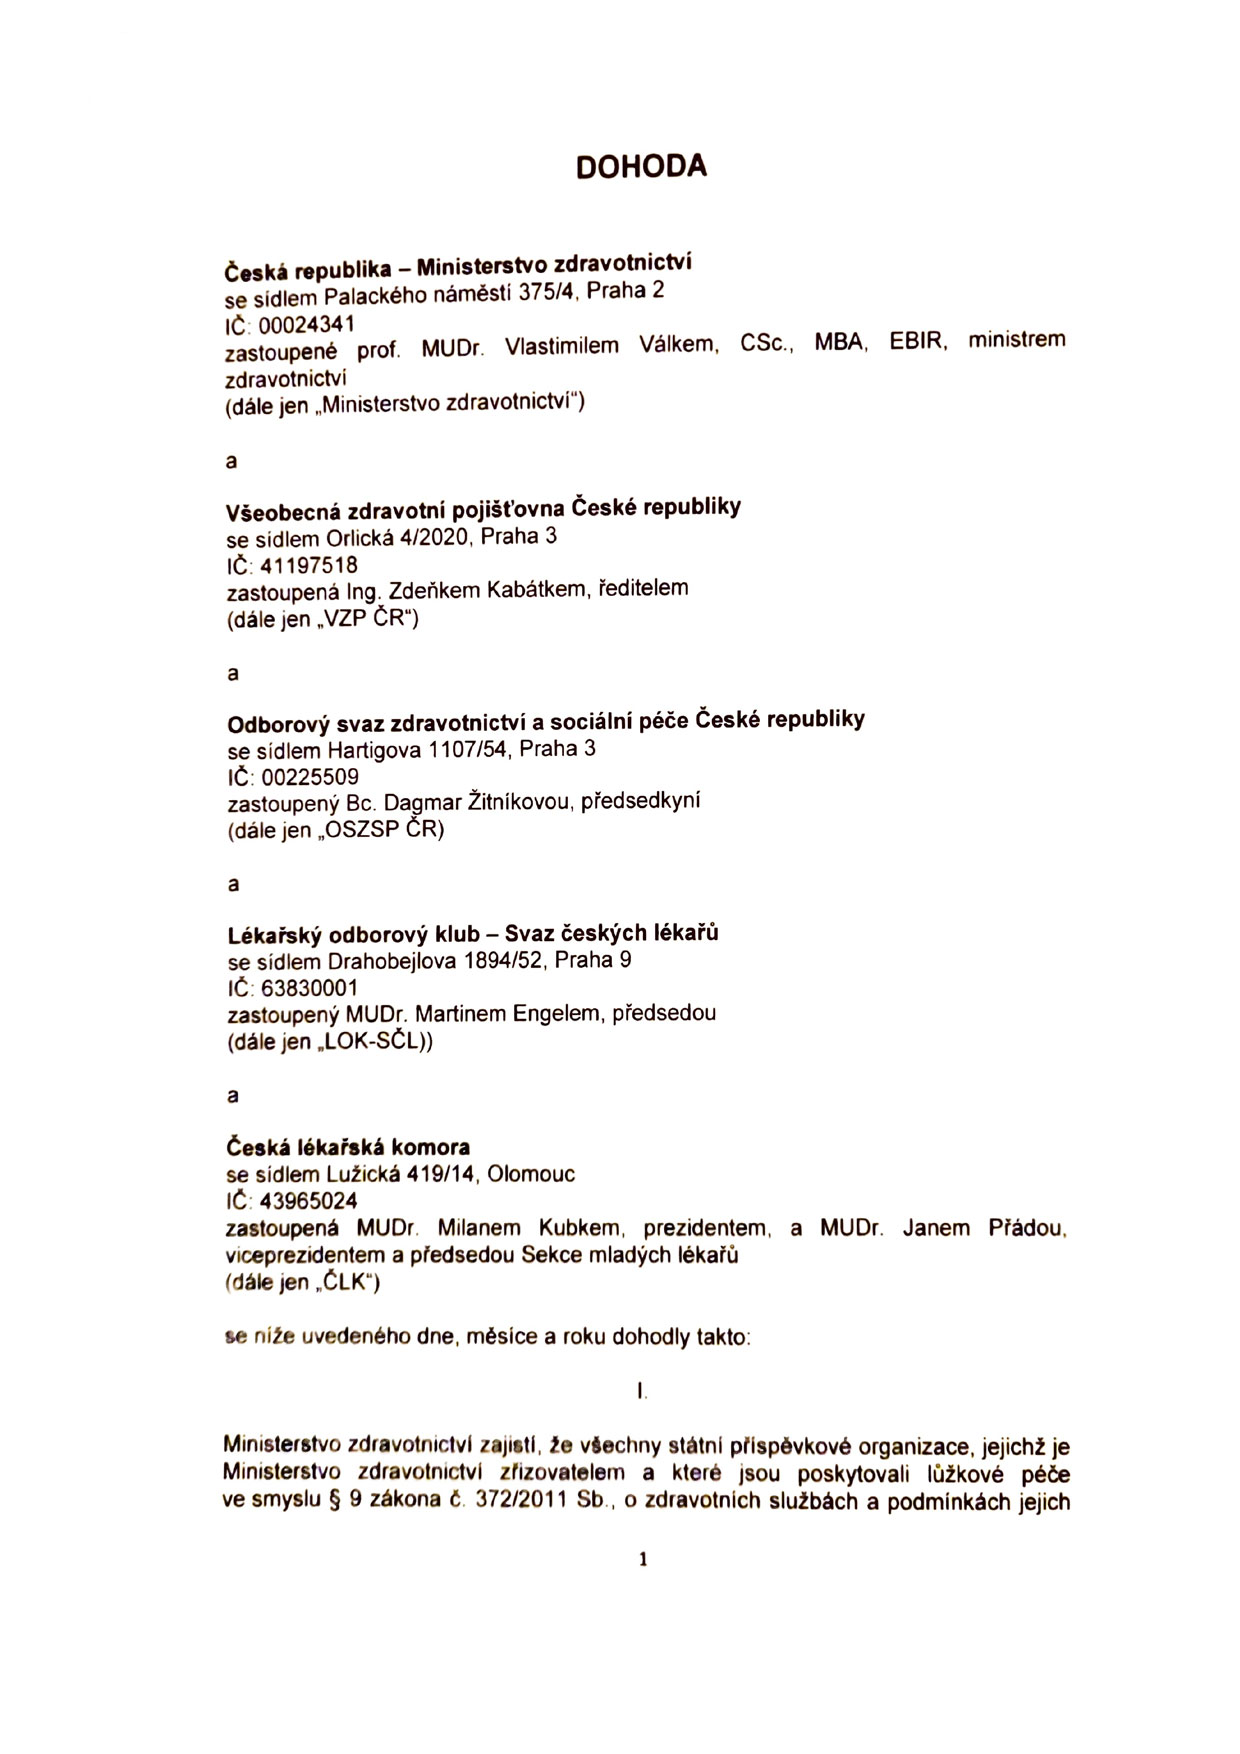 DOHODA
Česká republika – Ministerstvo zdravotnictví
se sídlem Palackého náměstí 375/4, Praha 2
IČ: 00024341
zastoupené prof. MUDr. Vlastimilem Válkem, CSc., MBA, EBIR, ministrem
zdravotnictví
(dále jen „Ministerstvo zdravotnictví“)
a
Všeobecná zdravotní pojišťovna České republiky
se sídlem Orlická 4/2020, Praha 3
IČ: 41197518
zastoupená Ing. Zdeňkem Kabátkem, ředitelem
(dále jen „VZP ČR“)
a
Odborový svaz zdravotnictví a sociální péče České republiky
se sídlem Hartigova 1107/54, Praha 3
IČ: 00225509
zastoupený Bc. Dagmar Žitníkovou, předsedkyní
(dále jen „OSZSP ČR)
a
Lékařský odborový klub – Svaz českých lékařů
se sídlem Drahobejlova 1894/52, Praha 9
IČ: 63830001
zastoupený MUDr. Martinem Engelem, předsedou
(dále jen „LOK-SČL))
a
Česká lékařská komora
se sídlem Lužická 419/14, Olomouc
IČ: 43965024
zastoupená MUDr. Milanem Kubkem, prezidentem, a MUDr. Janem Přádou,
viceprezidentem a předsedou Sekce mladých lékařů
(dále jen „ČLK“)
se níže uvedeného dne, měsíce a roku dohodly takto:
I.
Ministerstvo zdravotnictví zajistí, že všechny státní příspěvkové organizace, jejichž je
Ministerstvo zdravotnictví zřizovatelem a které jsou poskytovali lůžkové péče
ve smyslu § 9 zákona č. 372/2011 Sb., o zdravotních službách a podmínkách jejich
1